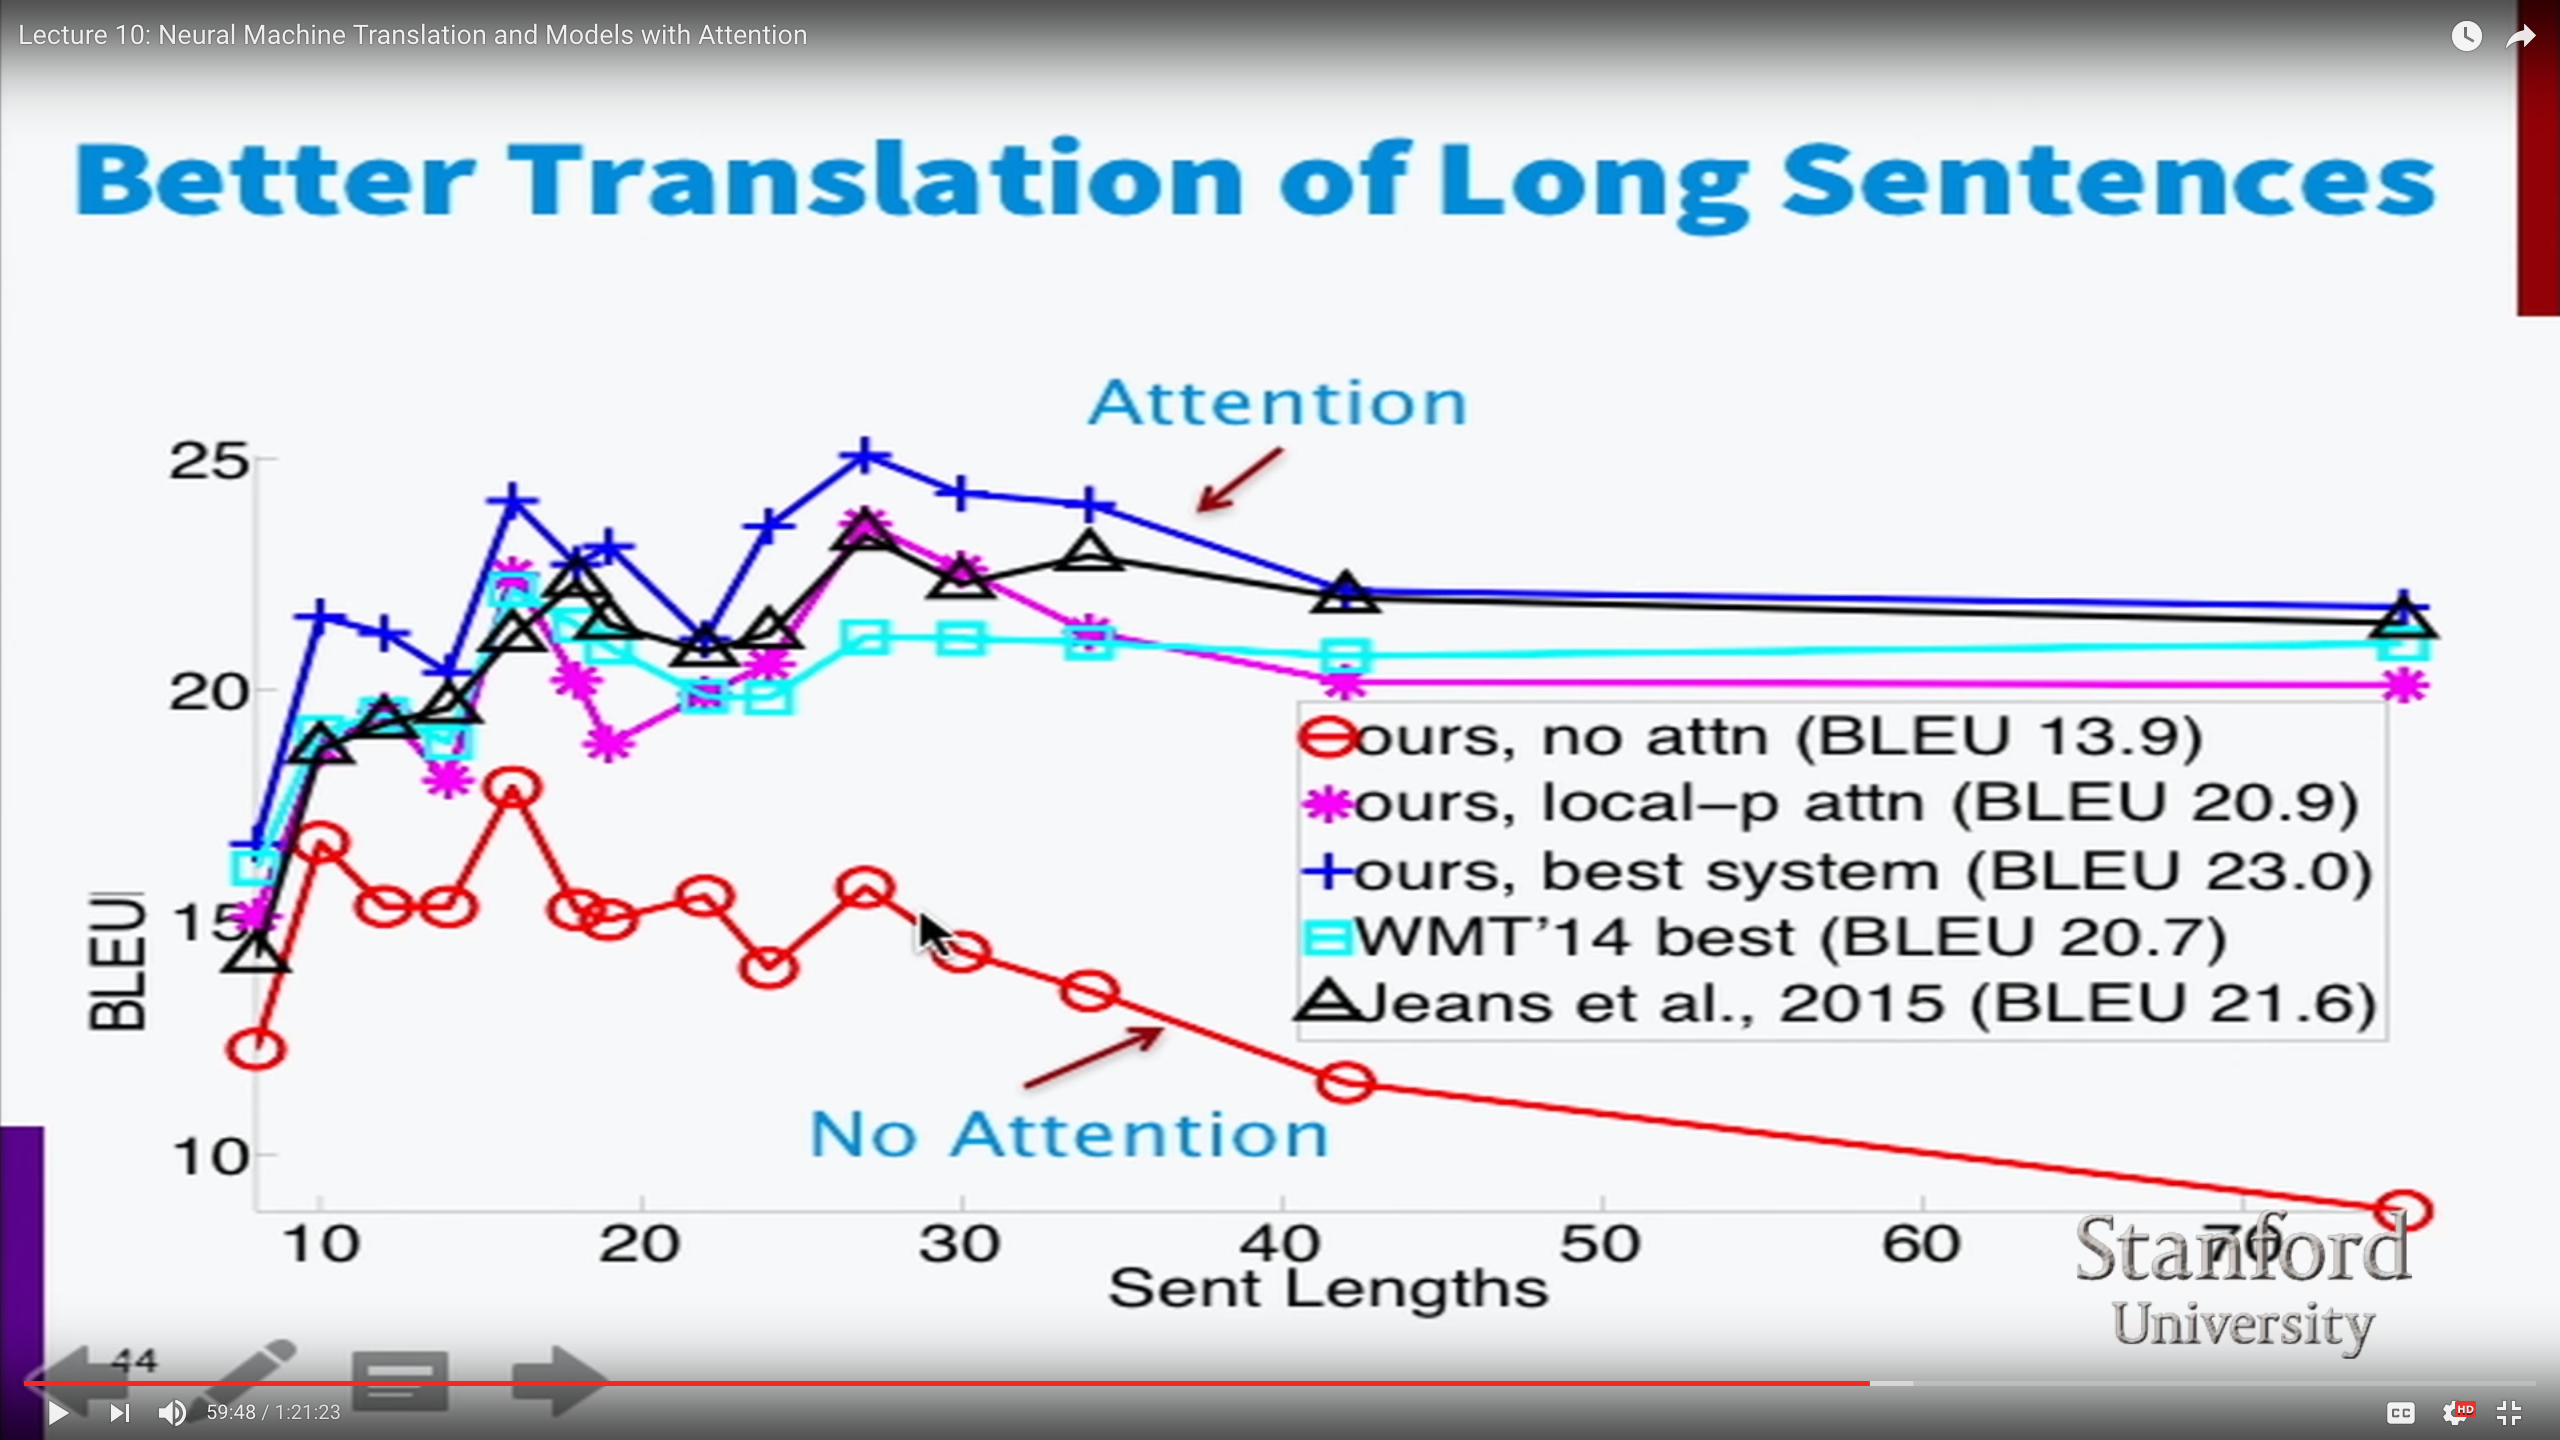 Lecture 10: Neural Machine Translation and Models with Attention
Better Translation of Long Sentences
Attention
25
20
15
10
BLEU
ours, no attn (BLEU 13.9)
ours, local–p attn (BLEU 20.9)
ours, best system (BLEU 23.0)
WMT’14 best (BLEU 20.7)
Jeans et al., 2015 (BLEU 21.6)
No Attention
10 20 30 40 50 60 70
Sent Lengths
Stanford
University
44
59:48 / 1:21:23
CC
HD